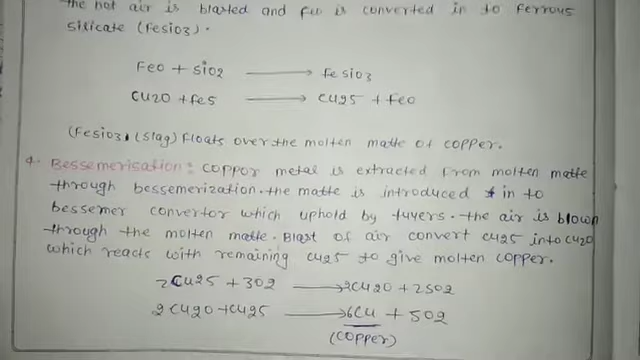 the hot air is blasted and FeO is converted in to Ferrous
silicate (FeSiO3).
FeO + SiO2 ⟶ FeSiO3
Cu2O + FeS ⟶ Cu2S + FeO
(FeSiO3, (slag) Floats over the molten matte of copper.
4. Bessemerisation: Coppor metal is extracted From molten matte
through bessemerization. the matte is introduced in to
bessemer convertor which uphold by tuyers. the air is blown
through the molten matte. Blast of air convert Cu2S into Cu2O
which reacts with remaining Cu2S to give molten copper.
2Cu2S + 3O2 ⟶ 2Cu2O + 2SO2
2Cu2O + Cu2S ⟶ 6Cu + SO2
(Copper)